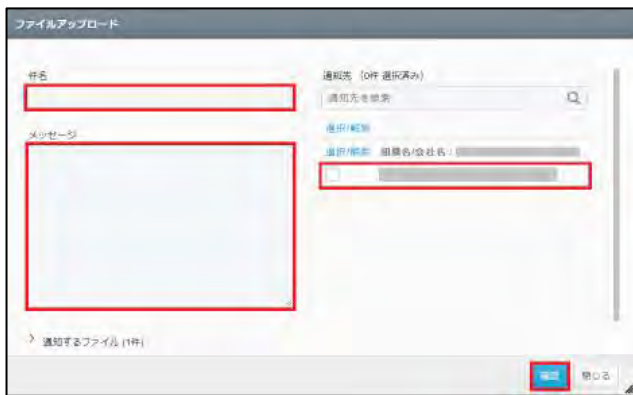 ファイルアップロード
件名
通知先 (0件 選択済み)
通知先を検索
メッセージ
選択/解除
選択/解除 組織名/会社名:
通知するファイル (1件)
確認 閉じる